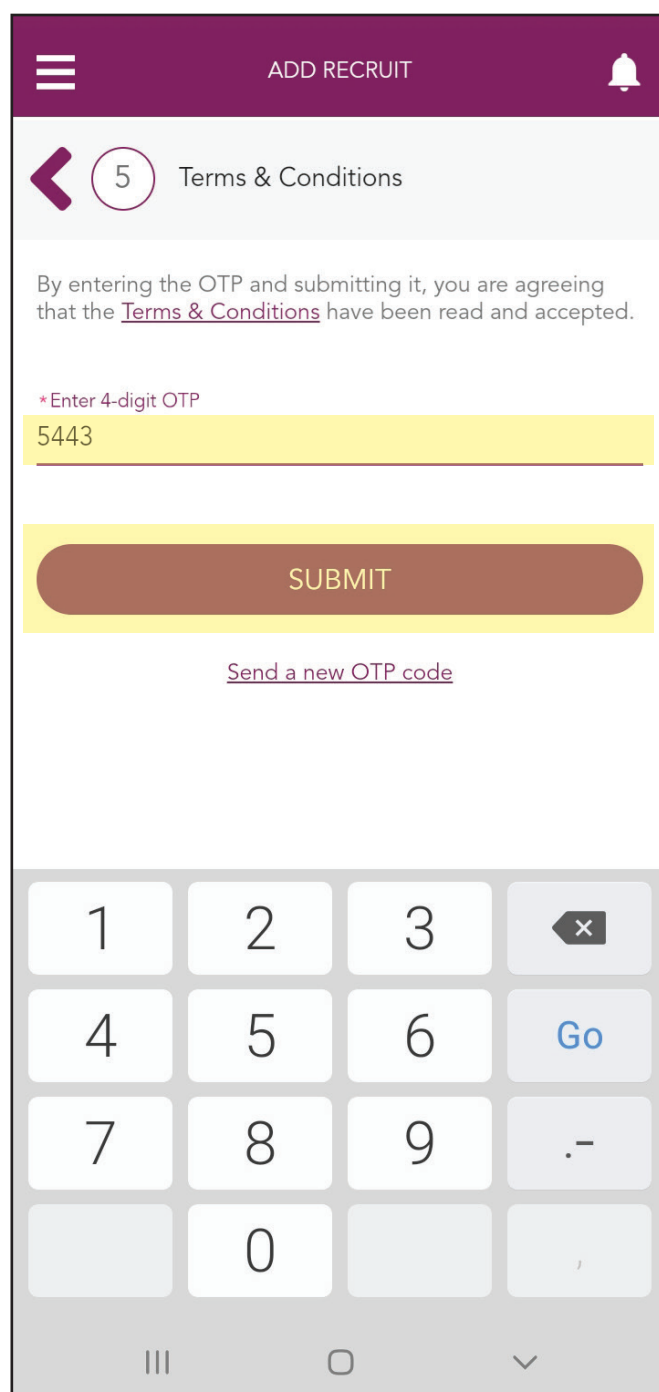 ADD RECRUIT
5 Terms & Conditions
By entering the OTP and submitting it, you are agreeing
that the Terms & Conditions have been read and accepted.
*Enter 4-digit OTP
5443
SUBMIT
Send a new OTP code
1 2 3
4 5 6 Go
7 8 9 .-
0 ,